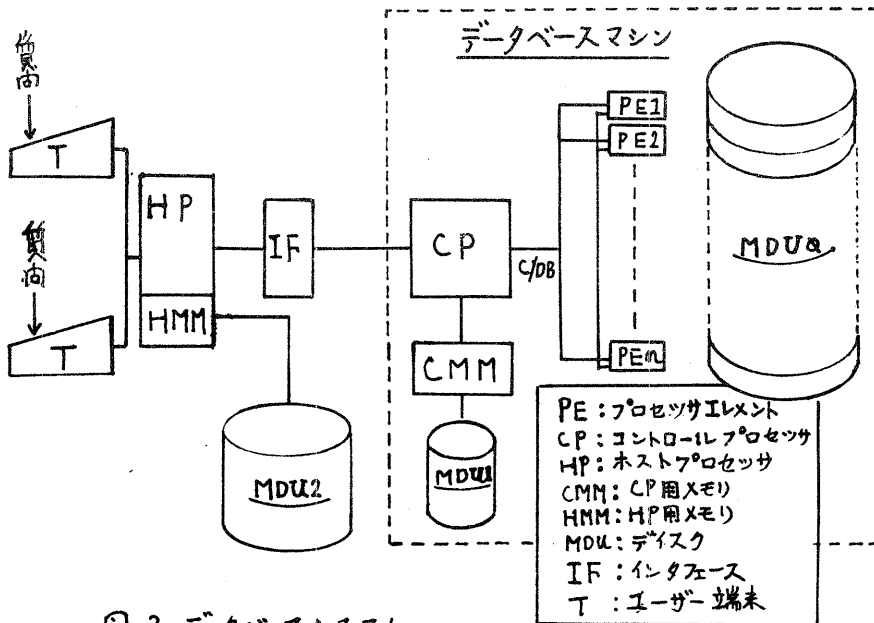 データベースマシン
質問
T
HP
HMM
質問
T
IF
CP
C/DB
CMM
MDU1
MDU2
PE1
PE2
PEn
MDU0
PE:プロセッサエレメント
CP:コントロールプロセッサ
HP:ホストプロセッサ
CMM:CP用メモリ
HMM:HP用メモリ
MDU:ディスク
IF:インタフェース
T:ユーザー端末